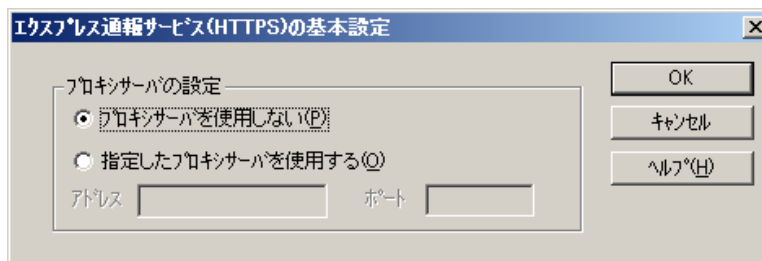 ｴｸｽﾌﾟﾚｽ通報ｻｰﾋﾞｽ(HTTPS)の基本設定
ﾌﾟﾛｷｼｻｰﾊﾞの設定
ﾌﾟﾛｷｼｻｰﾊﾞを使用しない(P)
指定したﾌﾟﾛｷｼｻｰﾊﾞを使用する(O)
ｱﾄﾞﾚｽ
ﾎﾟｰﾄ
OK
ｷｬﾝｾﾙ
ﾍﾙﾌﾟ(H)